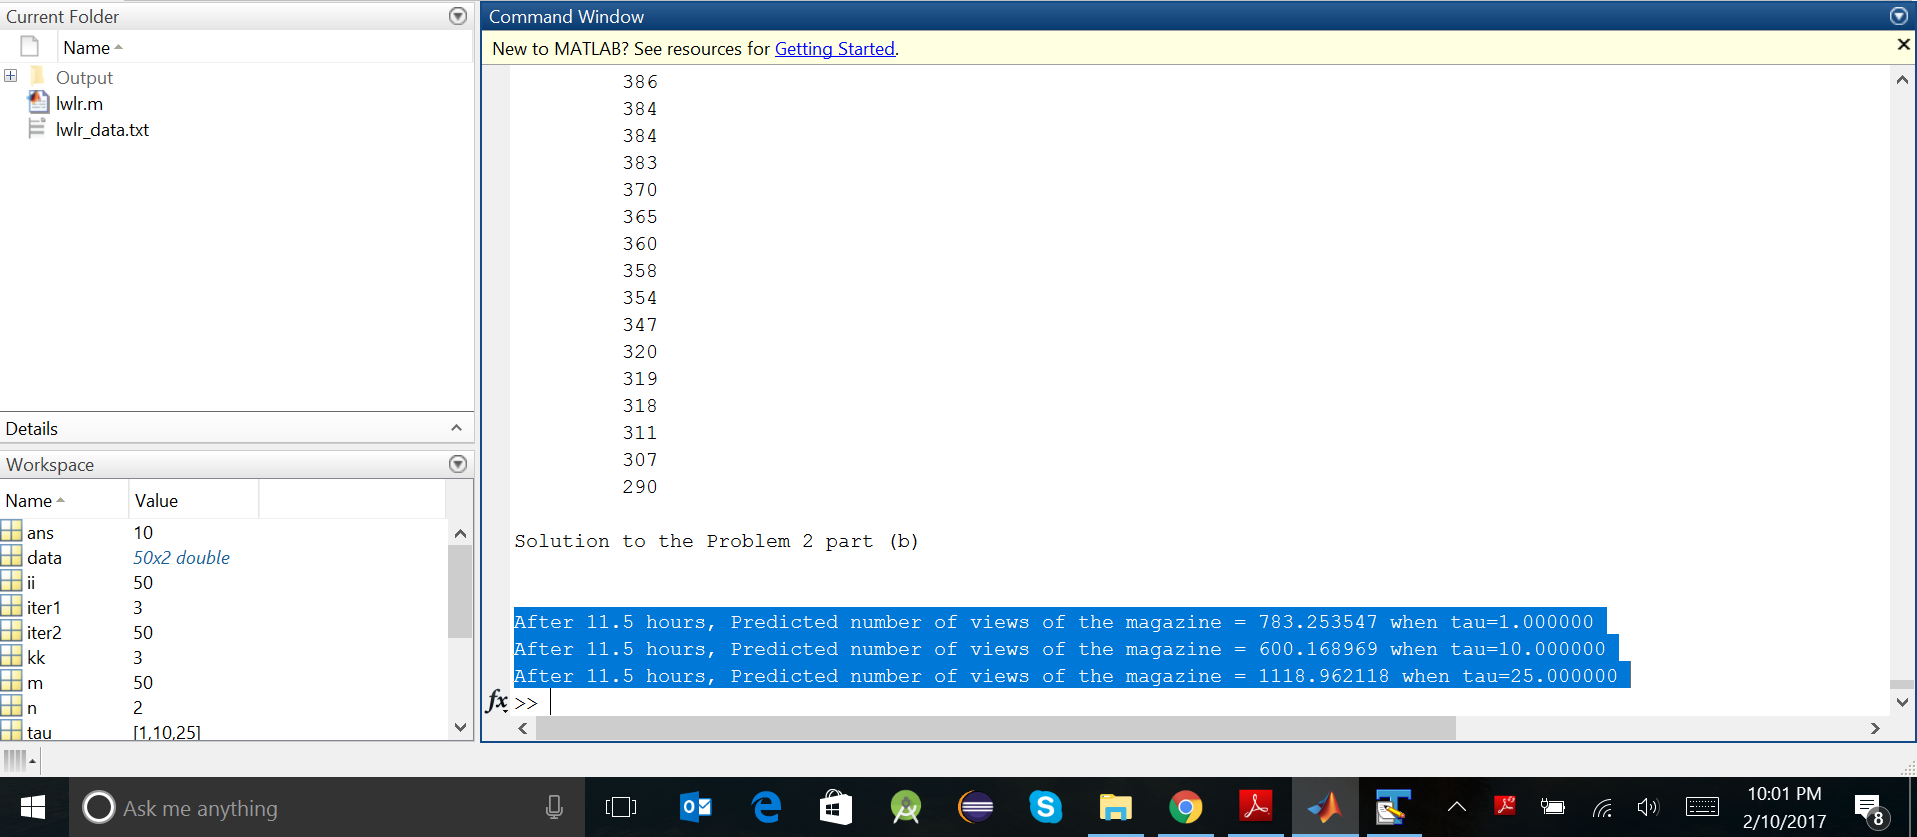 Current Folder
Name
Output
lwlr.m
lwlr_data.txt
Details
Workspace
Name Value
ans 10
data 50x2 double
ii 50
iter1 3
iter2 50
kk 3
m 50
n 2
tau [1,10,25]
Command Window
New to MATLAB? See resources for Getting Started.
386
384
384
383
370
365
360
358
354
347
320
319
318
311
307
290
Solution to the Problem 2 part (b)
After 11.5 hours, Predicted number of views of the magazine = 783.253547 when tau=1.000000
After 11.5 hours, Predicted number of views of the magazine = 600.168969 when tau=10.000000
After 11.5 hours, Predicted number of views of the magazine = 1118.962118 when tau=25.000000
fx >>
Ask me anything
10:01 PM
2/10/2017
8